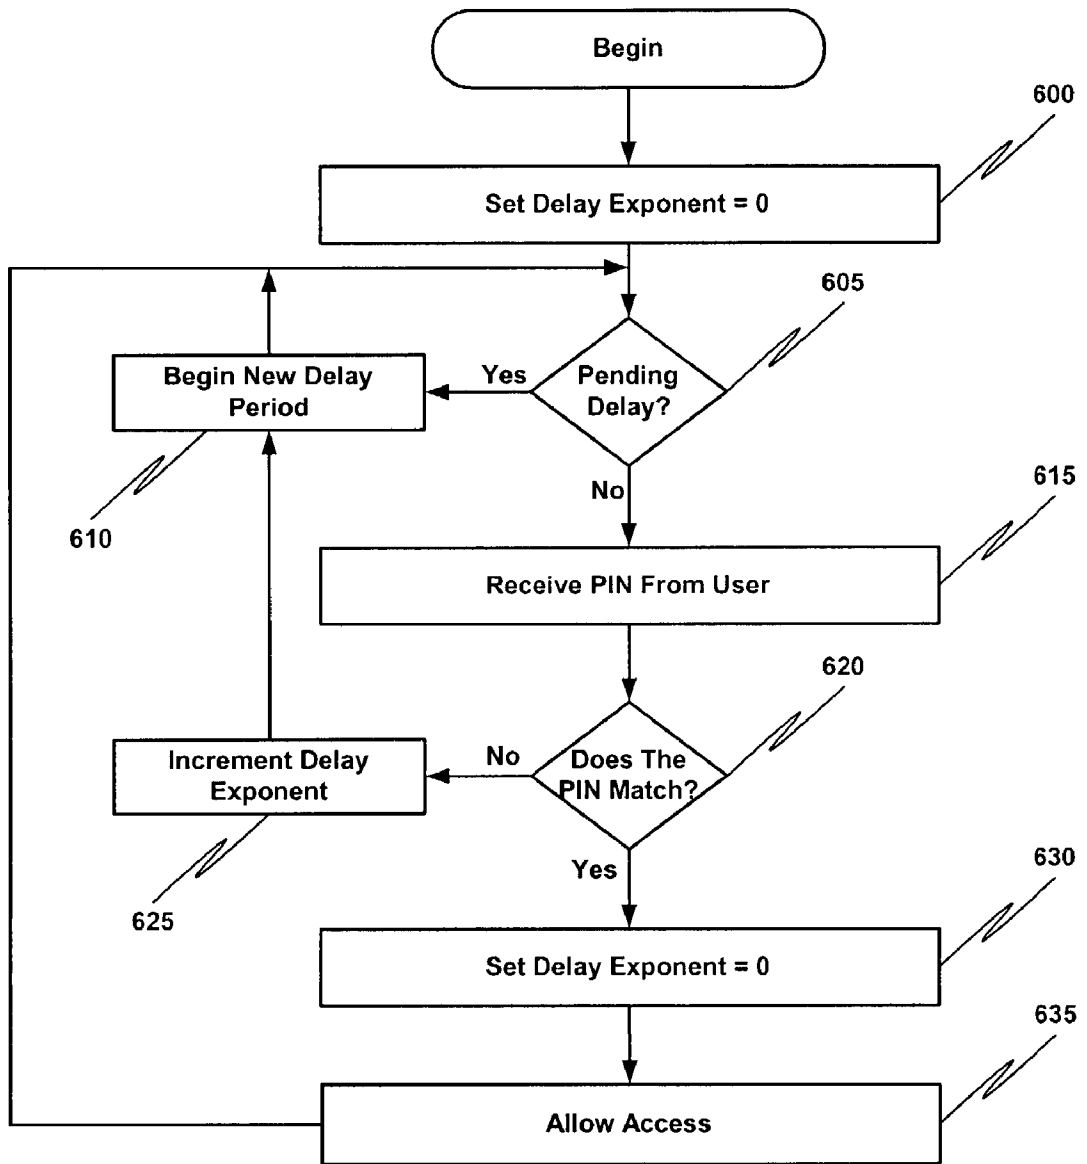 Begin
600
Set Delay Exponent = 0
605
Pending
Delay?
Yes
Begin New Delay
Period
610
No
615
Receive PIN From User
620
Does The
PIN Match?
No
Increment Delay
Exponent
625
Yes
630
Set Delay Exponent = 0
635
Allow Access